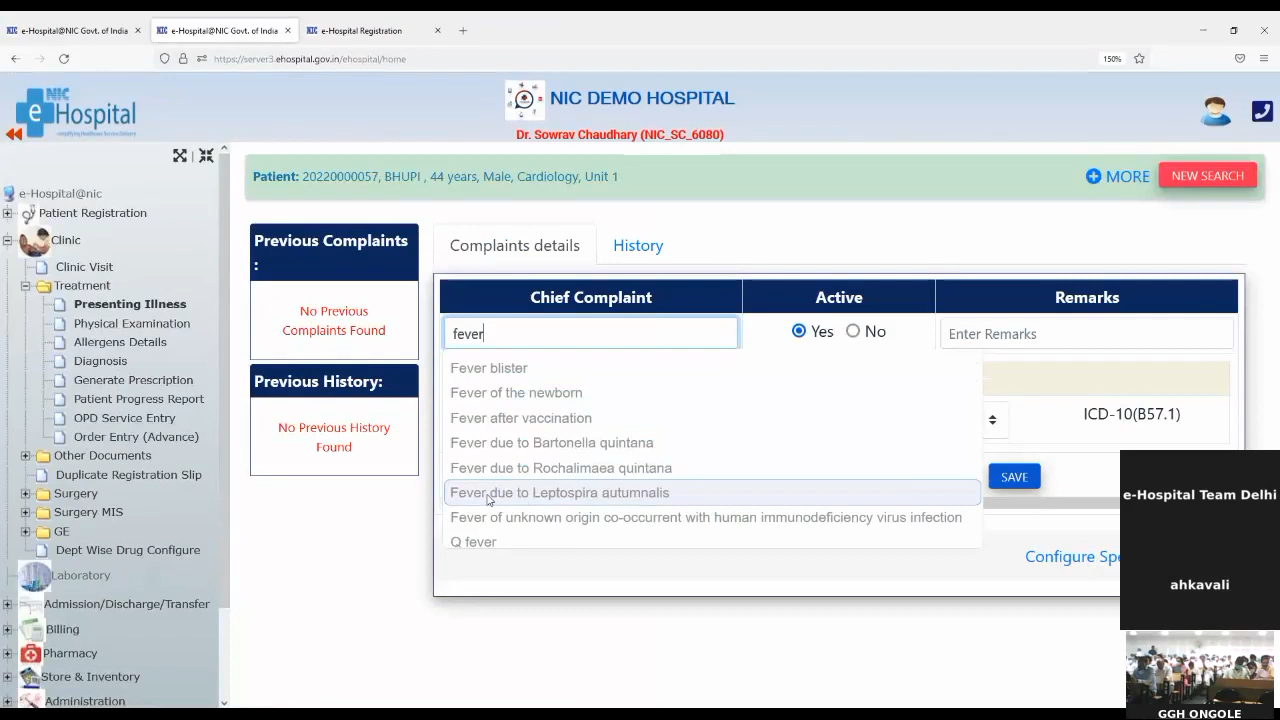 NIC e-Hospital@NIC Govt. of India
NIC e-Hospital@NIC Govt. of India
NIC e-Hospital Registration
https://server3.ehospital.gov.in/ehospital/home
150%
NIC
e Hospital
NIC DEMO HOSPITAL
Dr. Sowrav Chaudhary (NIC_SC_6080)
e-Hospital@nic
Patient Registration
Clinic
Clinic Visit
Treatment
Presenting Illness
Physical Examination
Allergens Details
Diagnosis
Generate Prescription
Patient Progress Report
OPD Service Entry
Order Entry (Advance)
Other Documents
Duplicate Registration Slip
Surgery
Surgery MIS
GE
Dept Wise Drug Configure
Laboratory
Admission/Discharge/Transfer
Billing
Pharmacy
Store & Inventory
Administration
Patient: 20220000057, BHUPI , 44 years, Male, Cardiology, Unit 1
MORE
NEW SEARCH
Previous Complaints
:
No Previous
Complaints Found
Previous History:
No Previous History
Found
Complaints details
History
Chief Complaint
Active
Remarks
fever
Yes
No
Enter Remarks
Fever blister
Fever of the newborn
Fever after vaccination
Fever due to Bartonella quintana
Fever due to Rochalimaea quintana
Fever due to Leptospira autumnalis
Fever of unknown origin co-occurrent with human immunodeficiency virus infection
Q fever
ICD-10(B57.1)
SAVE
Configure Spe
e-Hospital Team Delhi
ahkavali
GGH ONGOLE